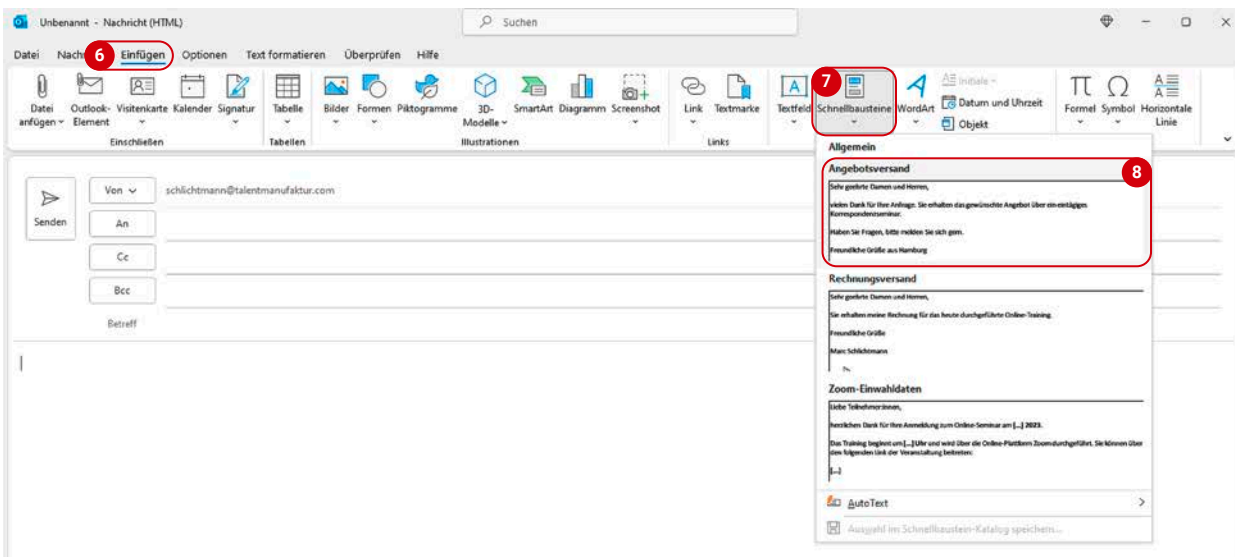 Unbenannt - Nachricht (HTML)
Suchen
Datei Nach 6 Einfügen Optionen Text formatieren Überprüfen Hilfe
7
Datei anfügen
Outlook-Element
Visitenkarte
Kalender
Signatur
Tabelle
Bilder
Formen
Piktogramme
3D-Modelle
SmartArt
Diagramm
Screenshot
Link
Textmarke
Textfeld
Schnellbausteine
WordArt
Initiale
Datum und Uhrzeit
Objekt
Formel
Symbol
Horizontale Linie
Einschließen Tabellen Illustrationen Links
Allgemein
Angebotsversand
8
Sehr geehrte Damen und Herren,
vielen Dank für Ihre Anfrage. Sie erhalten das gewünschte Angebot über ein eintägiges
Korrespondenzseminar.
Haben Sie Fragen, bitte melden Sie sich gern.
Freundliche Grüße aus Hamburg
Rechnungsversand
Sehr geehrte Damen und Herren,
Sie erhalten meine Rechnung für das heute durchgeführte Online-Training.
Freundliche Grüße
Marc Schlichtmann
Zoom-Einwahldaten
Liebe Teilnehmer:innen,
herzlichen Dank für Ihre Anmeldung zum Online-Seminar am [...] 2023.
Das Training beginnt um [...] Uhr und wird über die Online-Plattform Zoom durchgeführt. Sie können über
den folgenden Link der Veranstaltung beitreten:
[...]
AutoText
Auswahl im Schnellbaustein-Katalog speichern...
Senden
Von schlichtmann@talentmanufaktur.com
An
Cc
Bcc
Betreff